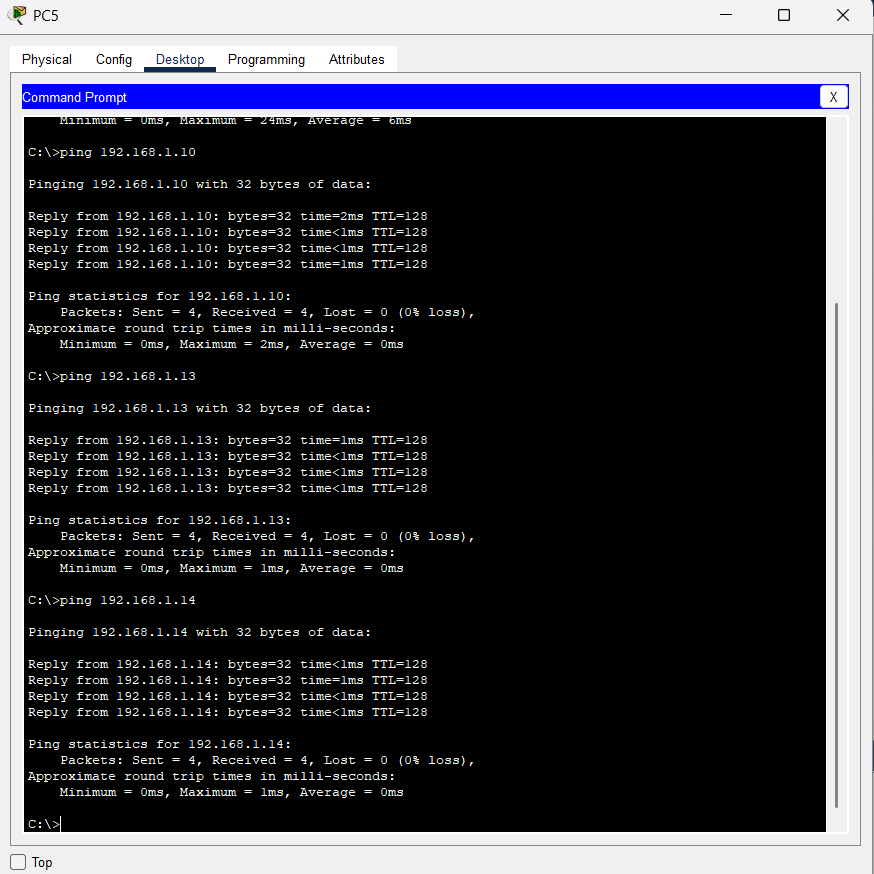 PC5
Physical Config Desktop Programming Attributes
Command Prompt X
Minimum = 0ms, Maximum = 24ms, Average = 6ms
C:\>ping 192.168.1.10
Pinging 192.168.1.10 with 32 bytes of data:
Reply from 192.168.1.10: bytes=32 time=2ms TTL=128
Reply from 192.168.1.10: bytes=32 time<1ms TTL=128
Reply from 192.168.1.10: bytes=32 time<1ms TTL=128
Reply from 192.168.1.10: bytes=32 time=1ms TTL=128
Ping statistics for 192.168.1.10:
Packets: Sent = 4, Received = 4, Lost = 0 (0% loss),
Approximate round trip times in milli-seconds:
Minimum = 0ms, Maximum = 2ms, Average = 0ms
C:\>ping 192.168.1.13
Pinging 192.168.1.13 with 32 bytes of data:
Reply from 192.168.1.13: bytes=32 time=1ms TTL=128
Reply from 192.168.1.13: bytes=32 time<1ms TTL=128
Reply from 192.168.1.13: bytes=32 time<1ms TTL=128
Reply from 192.168.1.13: bytes=32 time<1ms TTL=128
Ping statistics for 192.168.1.13:
Packets: Sent = 4, Received = 4, Lost = 0 (0% loss),
Approximate round trip times in milli-seconds:
Minimum = 0ms, Maximum = 1ms, Average = 0ms
C:\>ping 192.168.1.14
Pinging 192.168.1.14 with 32 bytes of data:
Reply from 192.168.1.14: bytes=32 time<1ms TTL=128
Reply from 192.168.1.14: bytes=32 time=1ms TTL=128
Reply from 192.168.1.14: bytes=32 time<1ms TTL=128
Reply from 192.168.1.14: bytes=32 time<1ms TTL=128
Ping statistics for 192.168.1.14:
Packets: Sent = 4, Received = 4, Lost = 0 (0% loss),
Approximate round trip times in milli-seconds:
Minimum = 0ms, Maximum = 1ms, Average = 0ms
C:\>
Top